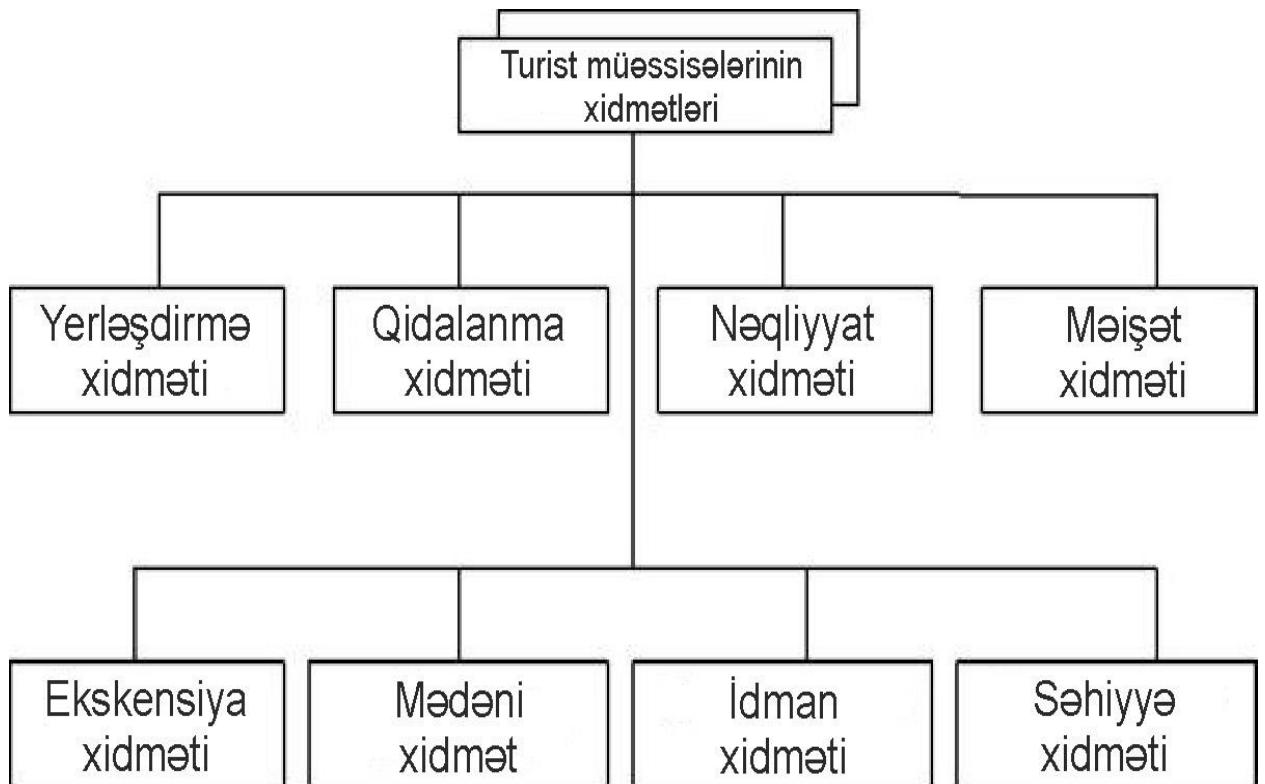 Turist müəssisələrinin
xidmətləri
Yerləşdirmə
xidməti
Qidalanma
xidməti
Nəqliyyat
xidməti
Məişət
xidməti
Ekskensiya
xidməti
Mədəni
xidmət
İdman
xidməti
Səhiyyə
xidməti